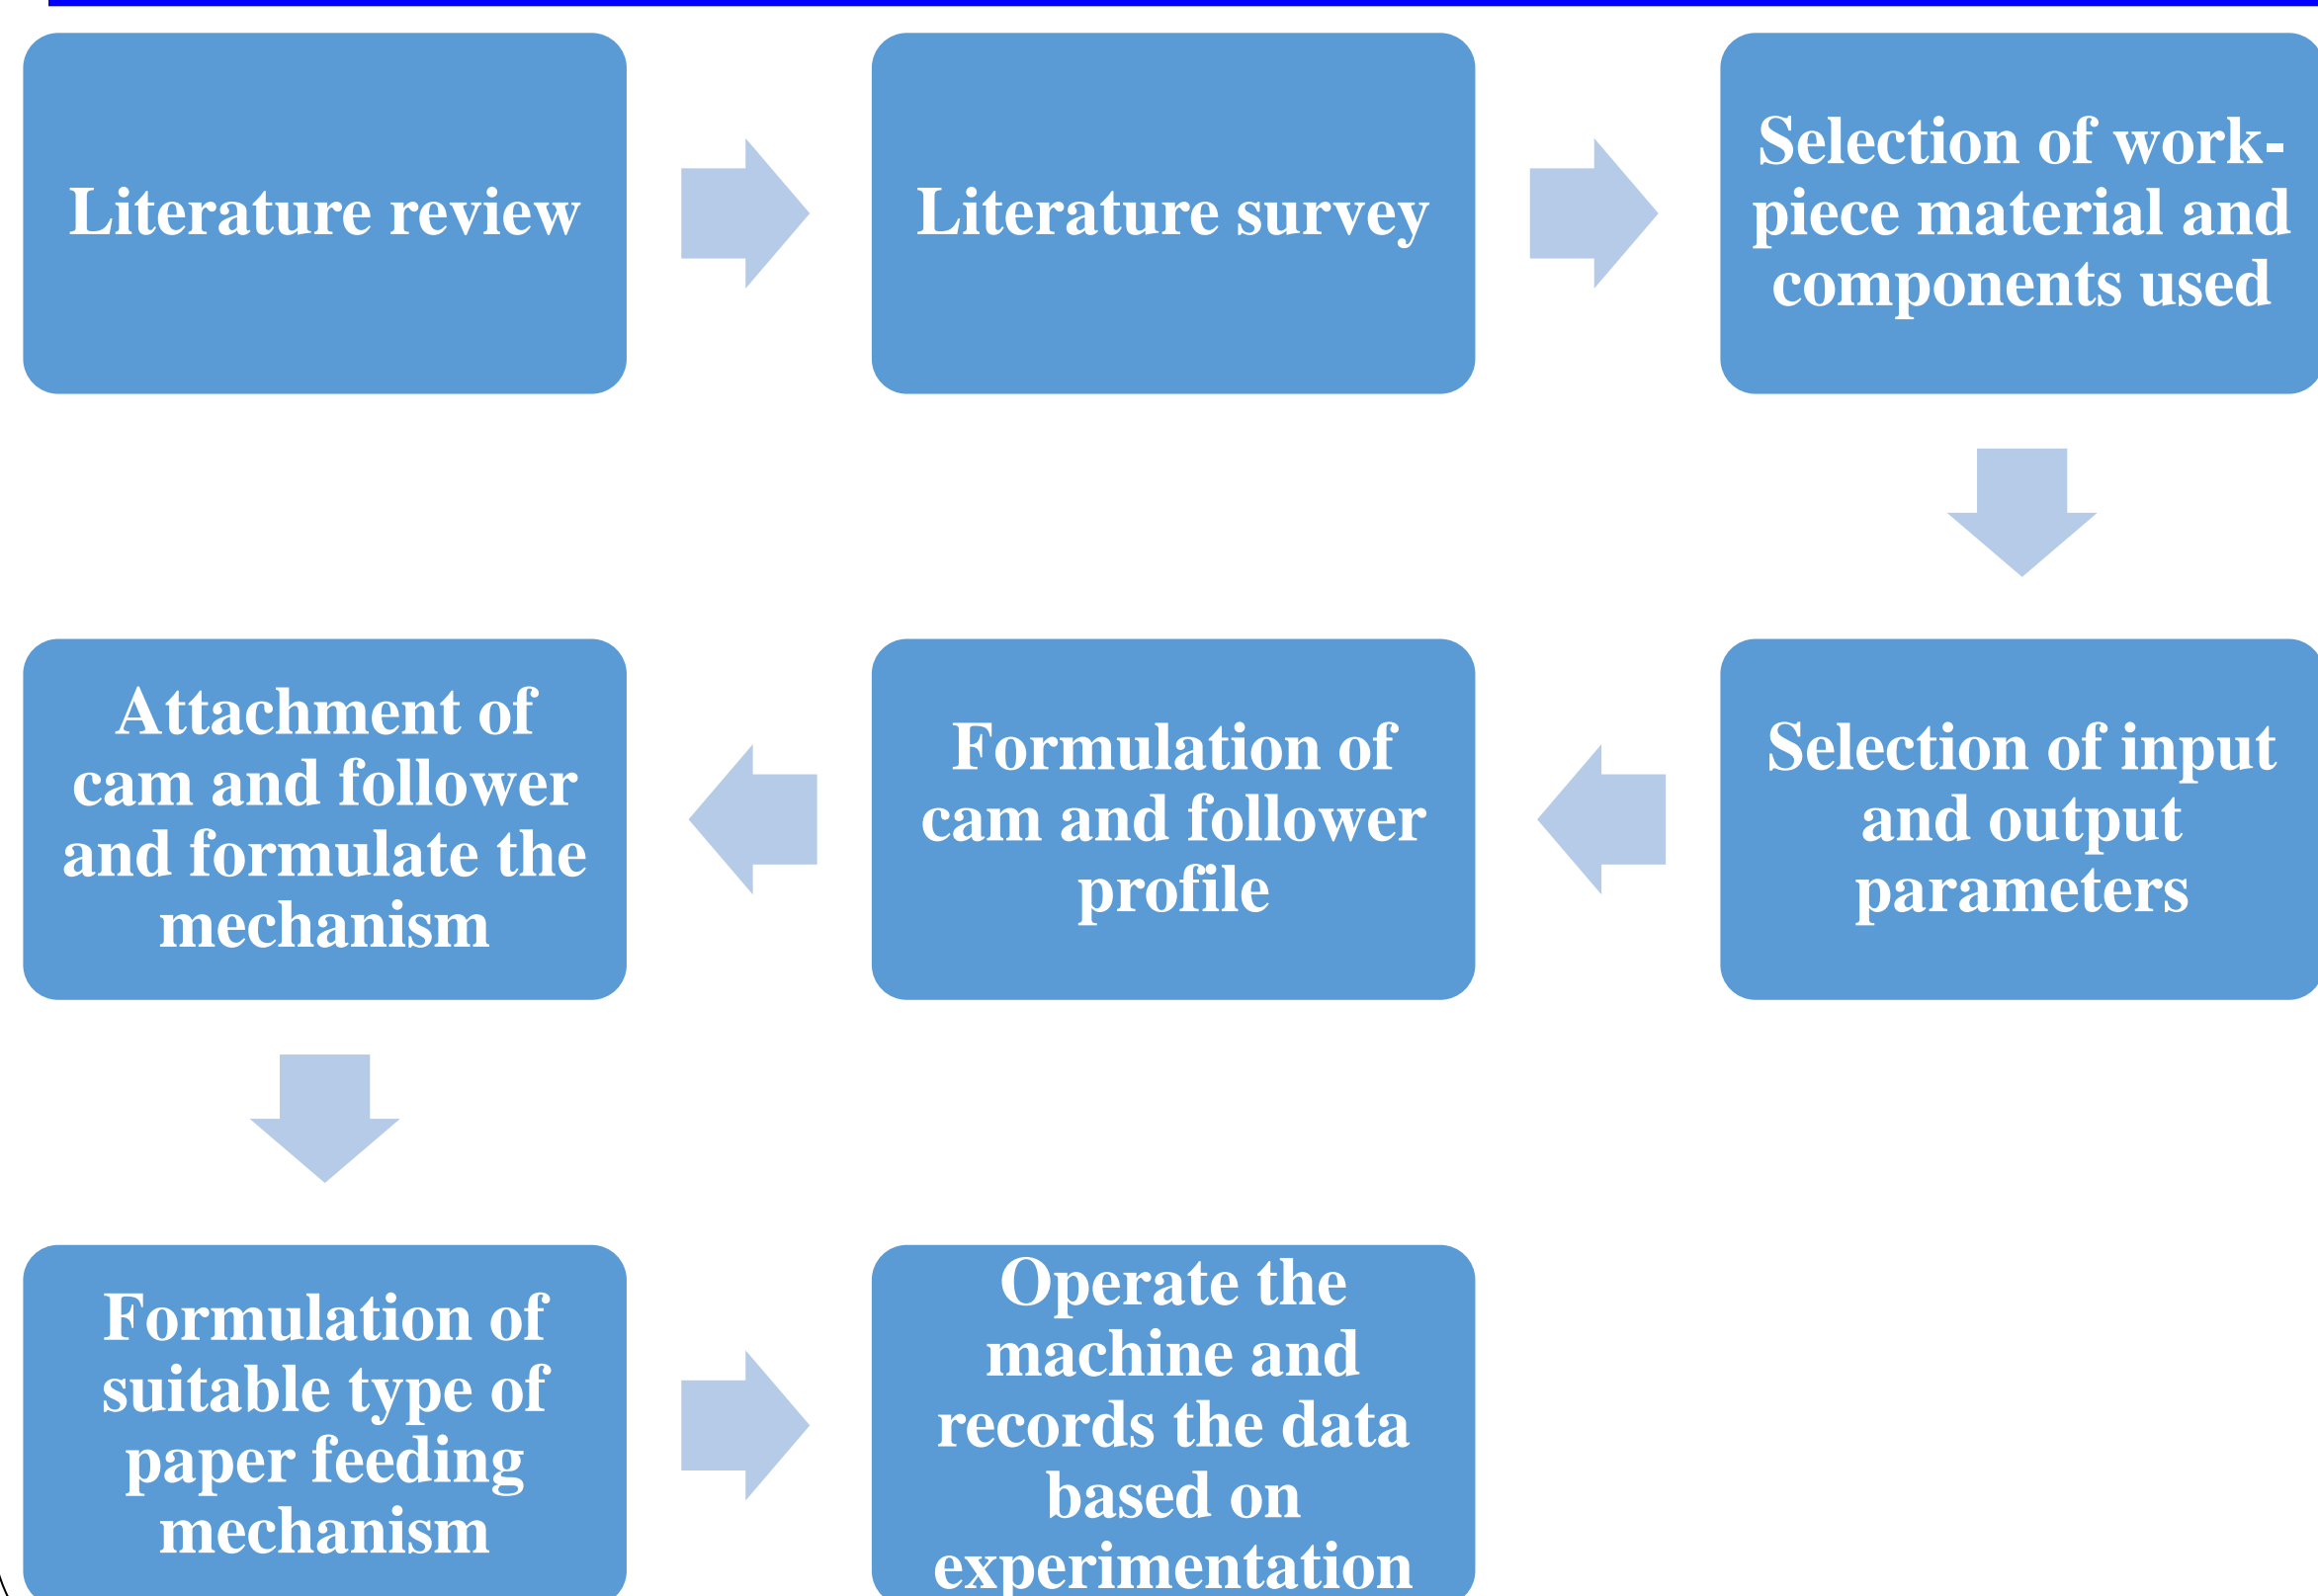 Literature review
Literature survey
Selection of work-
piece material and
components used
Selection of input
and output
parameters
Formulation of
cam and follower
profile
Attachment of
cam and follower
and formulate the
mechanism
Formulation of
suitable type of
paper feeding
mechanism
Operate the
machine and
records the data
based on
experimentation